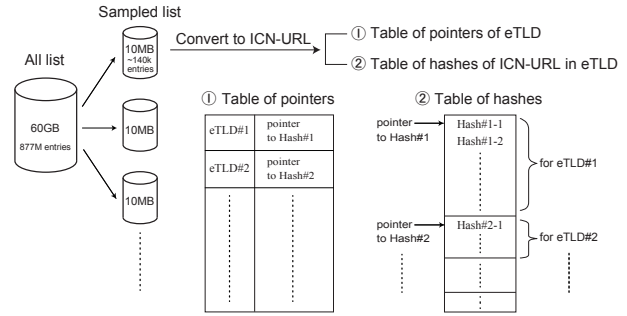 Sampled list
All list
10MB
~140k
entries
Convert to ICN-URL
① Table of pointers of eTLD
② Table of hashes of ICN-URL in eTLD
60GB
877M entries
10MB
10MB
① Table of pointers
eTLD#1
pointer
to Hash#1
eTLD#2
pointer
to Hash#2
② Table of hashes
pointer
to Hash#1
Hash#1-1
Hash#1-2
for eTLD#1
pointer
to Hash#2
Hash#2-1
for eTLD#2